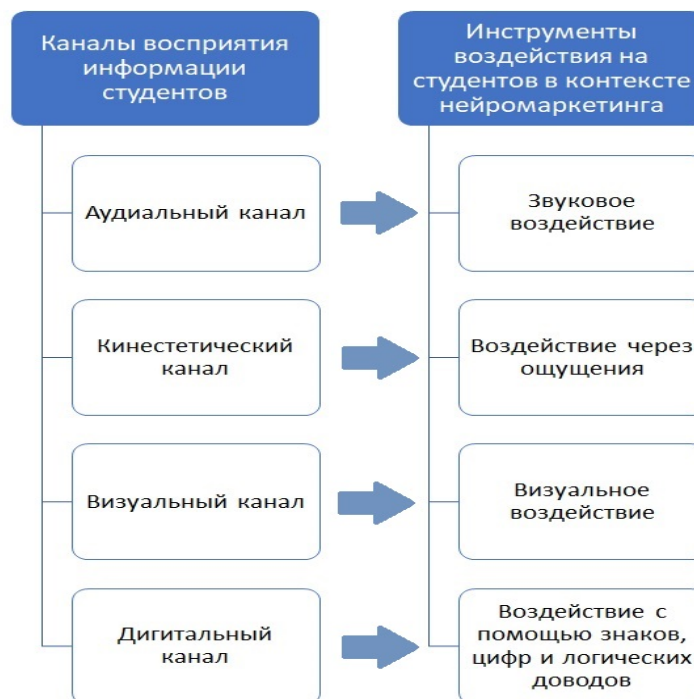 Каналы восприятия
информации
студентов
Инструменты
воздействия на
студентов в контексте
нейромаркетинга
Аудиальный канал
Звуковое
воздействие
Кинестетический
канал
Воздействие через
ощущения
Визуальный канал
Визуальное
воздействие
Дигитальный
канал
Воздействие с
помощью знаков,
цифр и логических
доводов